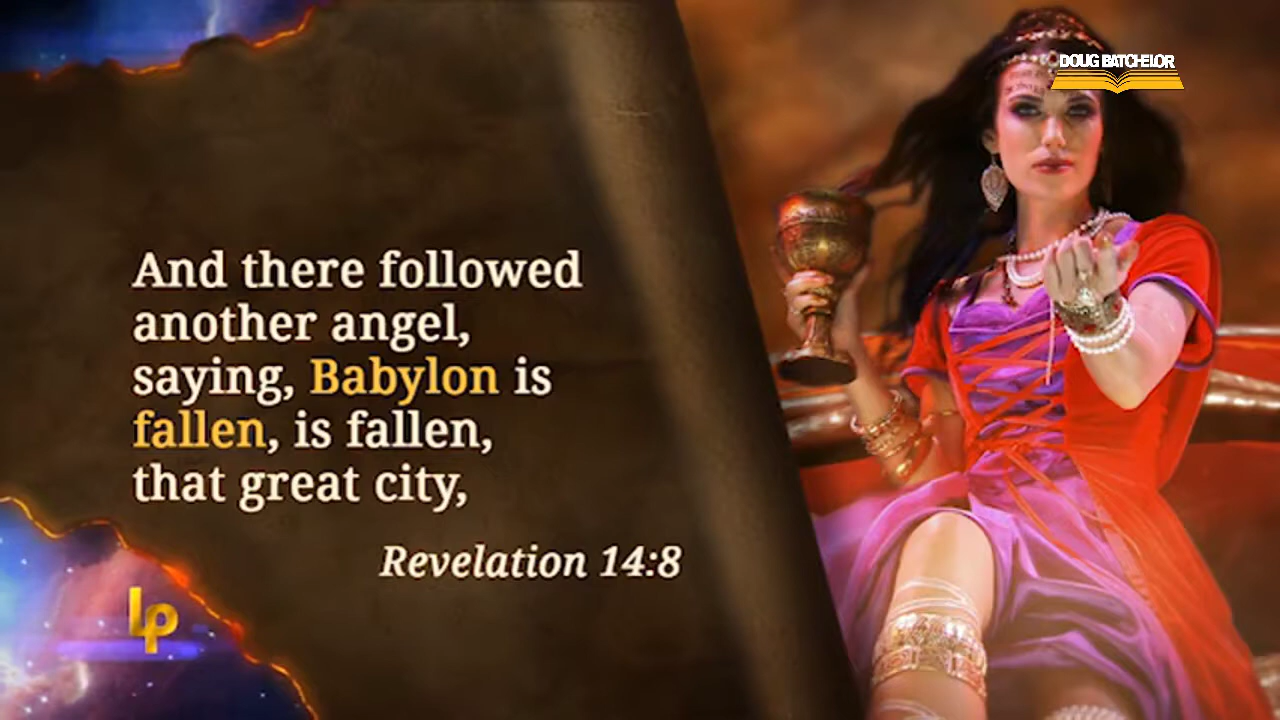 DOUG BATCHELOR
And there followed
another angel,
saying, Babylon is
fallen, is fallen,
that great city,
Revelation 14:8
Lp